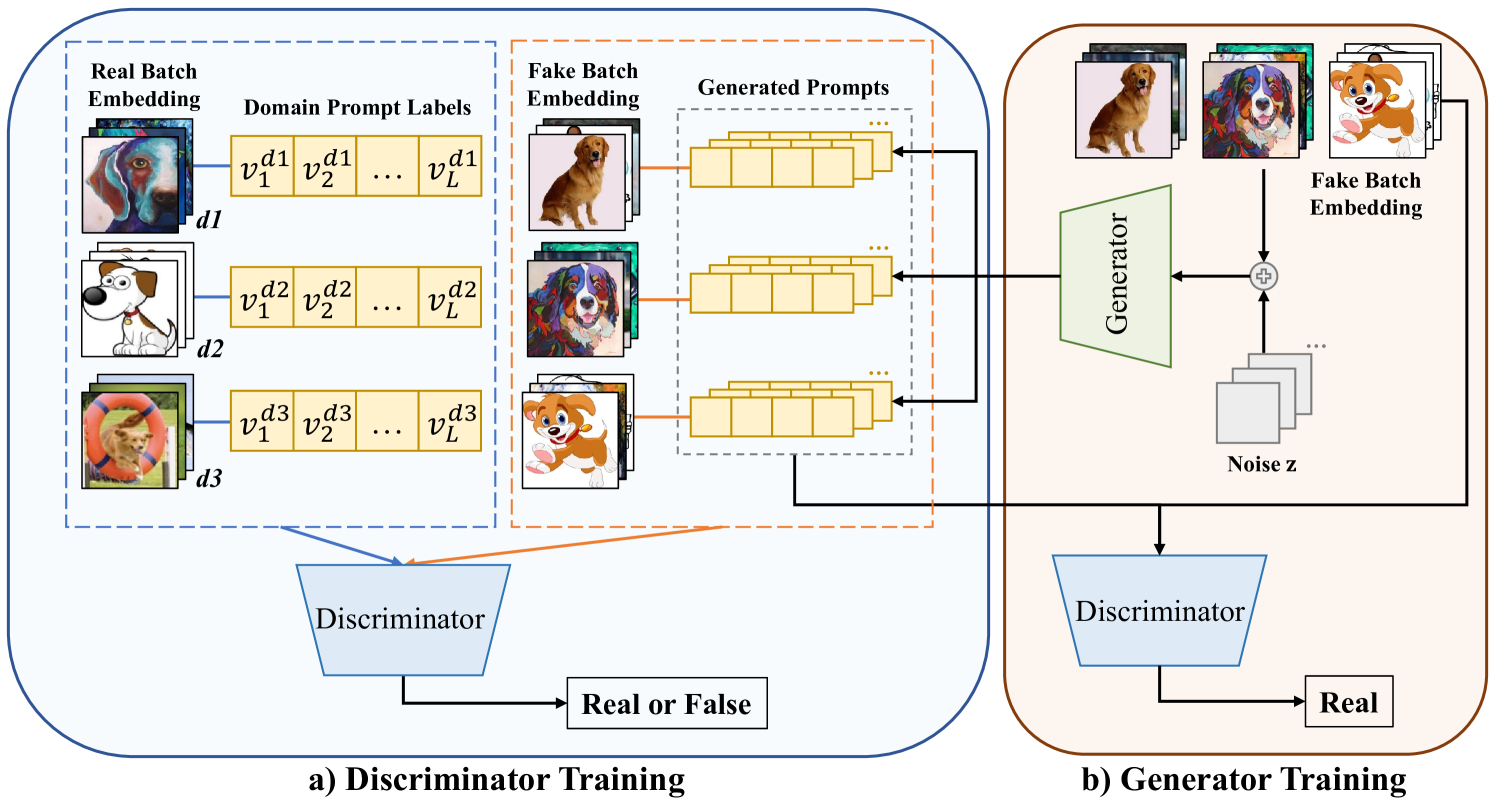 Real Batch
Embedding
Domain Prompt Labels
v_1^{d1} v_2^{d1} ... v_L^{d1}
d1
v_1^{d2} v_2^{d2} ... v_L^{d2}
d2
v_1^{d3} v_2^{d3} ... v_L^{d3}
d3
Fake Batch
Embedding
Generated Prompts
...
...
...
Discriminator
Real or False
a) Discriminator Training
Fake Batch
Embedding
Generator
...
Noise z
Discriminator
Real
b) Generator Training